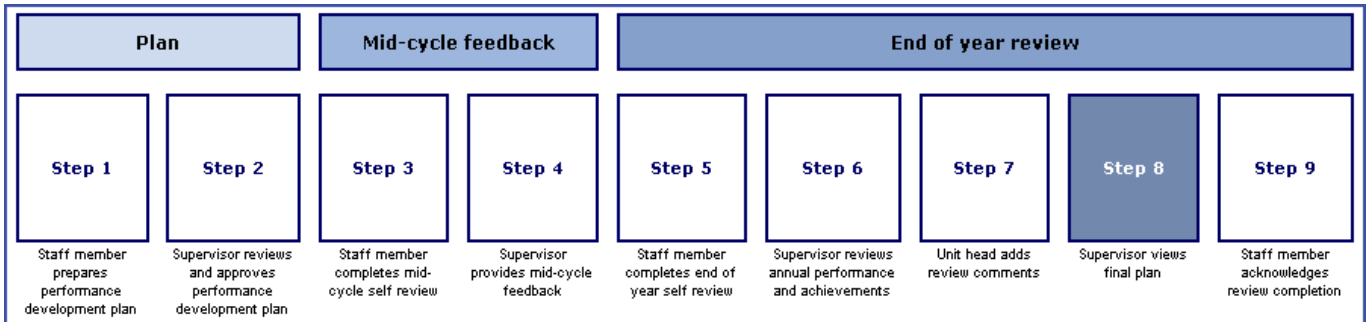 Plan
Mid-cycle feedback
End of year review
Step 1
Step 2
Step 3
Step 4
Step 5
Step 6
Step 7
Step 8
Step 9
Staff member
prepares
performance
development plan
Supervisor reviews
and approves
performance
development plan
Staff member
completes mid-
cycle self review
Supervisor
provides mid-cycle
feedback
Staff member
completes end of
year self review
Supervisor reviews
annual performance
and achievements
Unit head adds
review comments
Supervisor views
final plan
Staff member
acknowledges
review completion